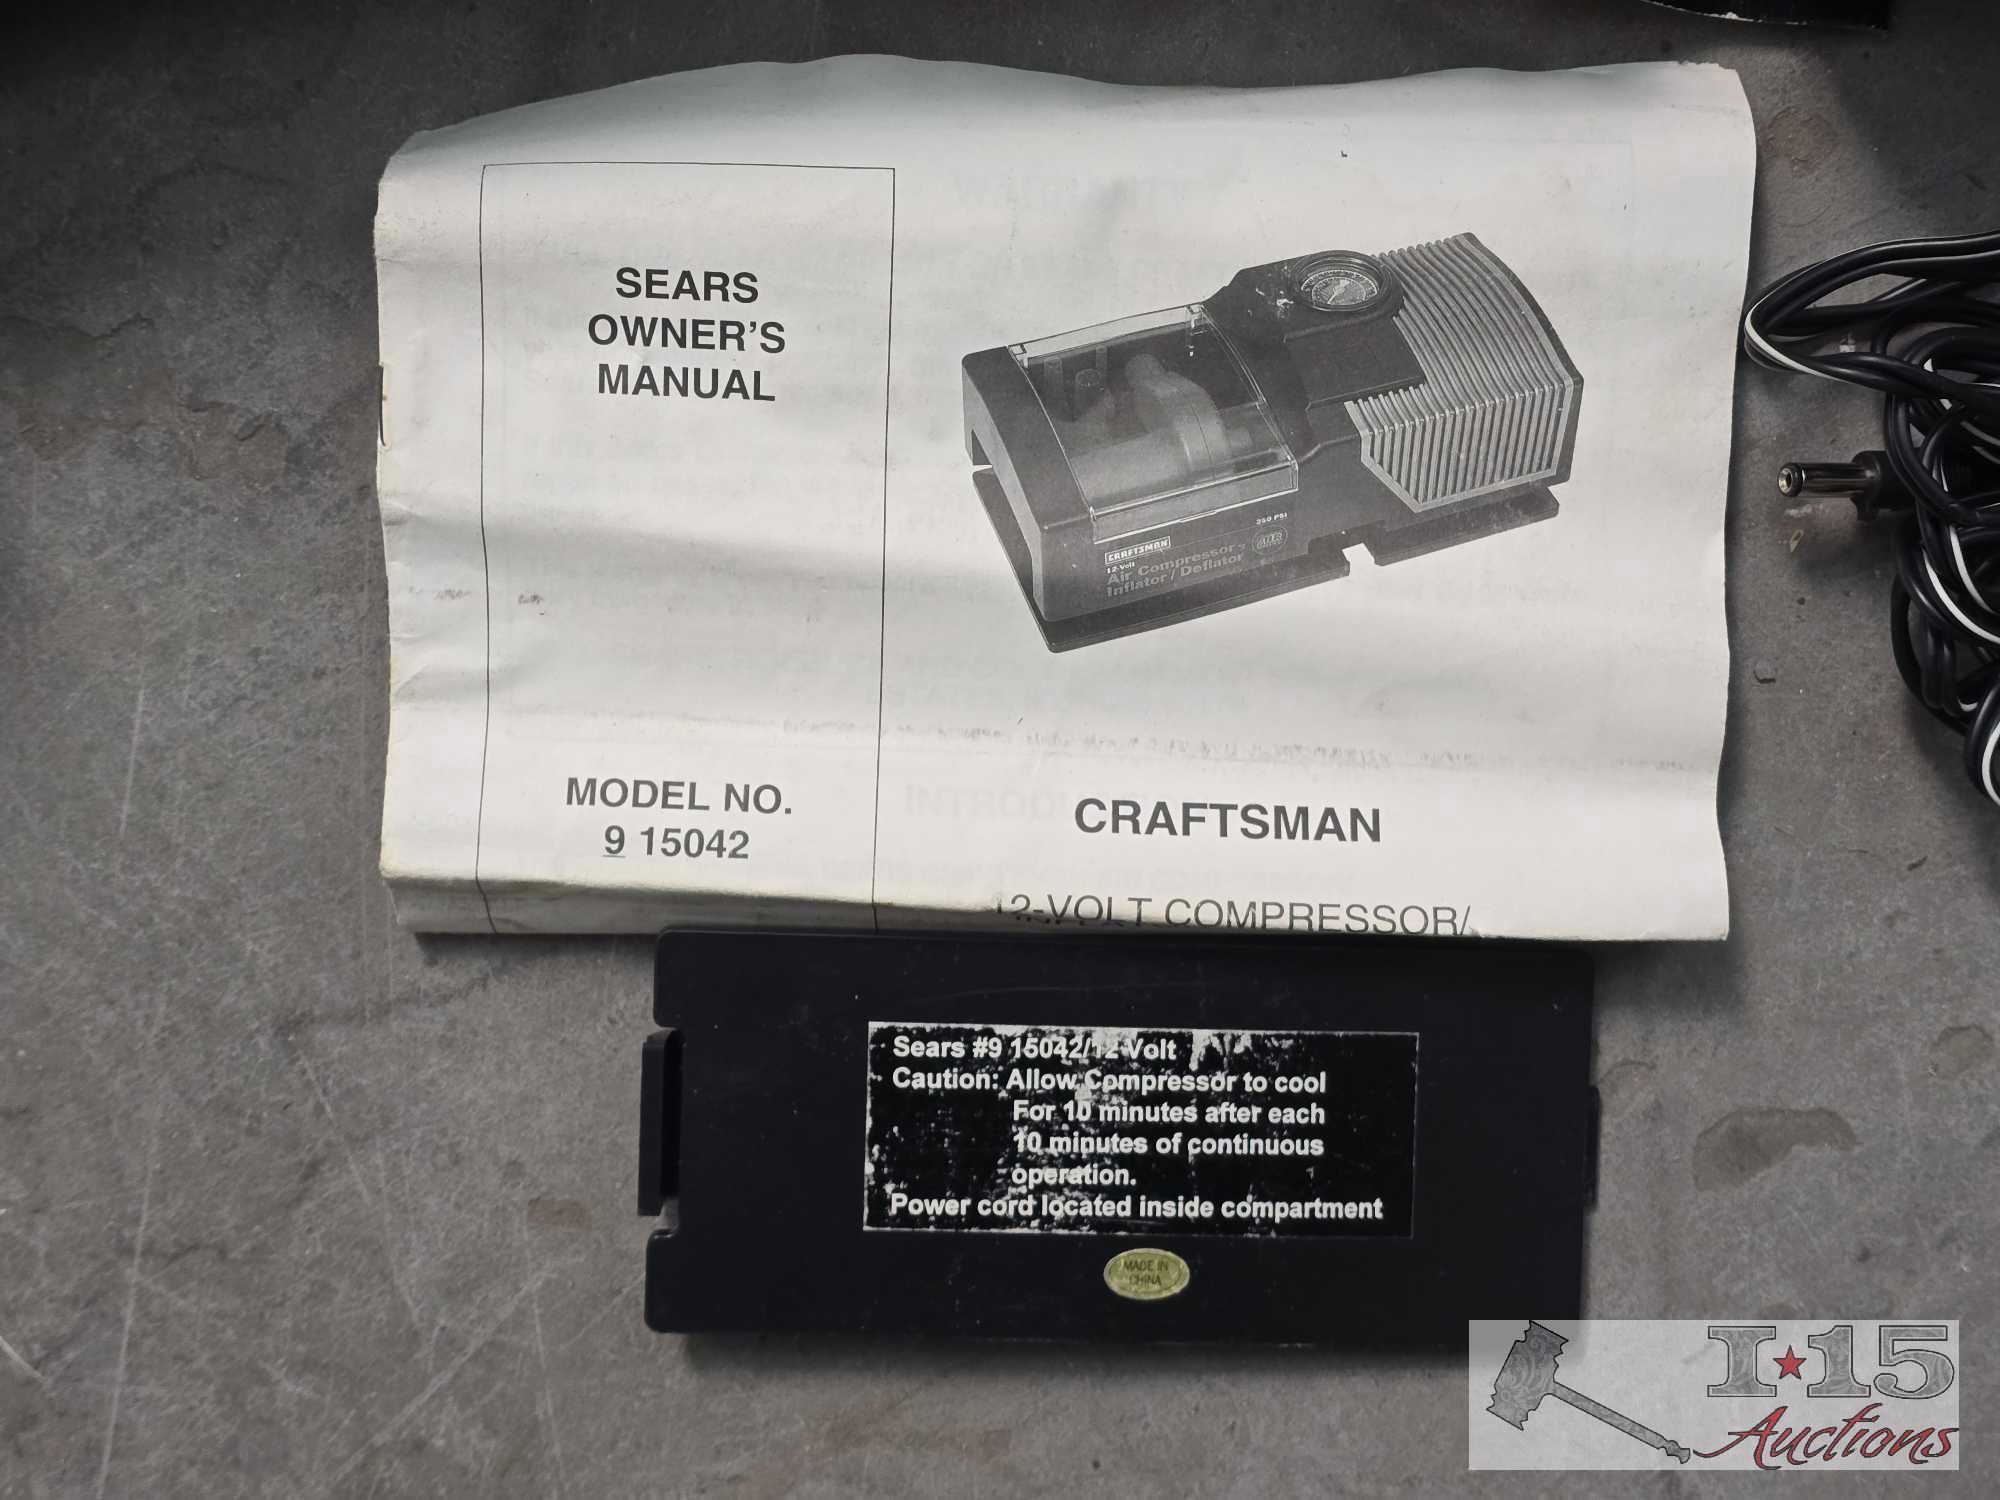 SEARS
OWNER'S
MANUAL
MODEL NO.
9 15042
250 PSI
CRAFTSMAN
12-Volt
Air Compressor
Inflator / Deflator
CRAFTSMAN
12-VOLT COMPRESSOR/
Sears #9 15042/12-Volt
Caution: Allow Compressor to cool
For 10 minutes after each
10 minutes of continuous
operation.
Power cord located inside compartment
MADE IN
CHINA
I-15
Auctions